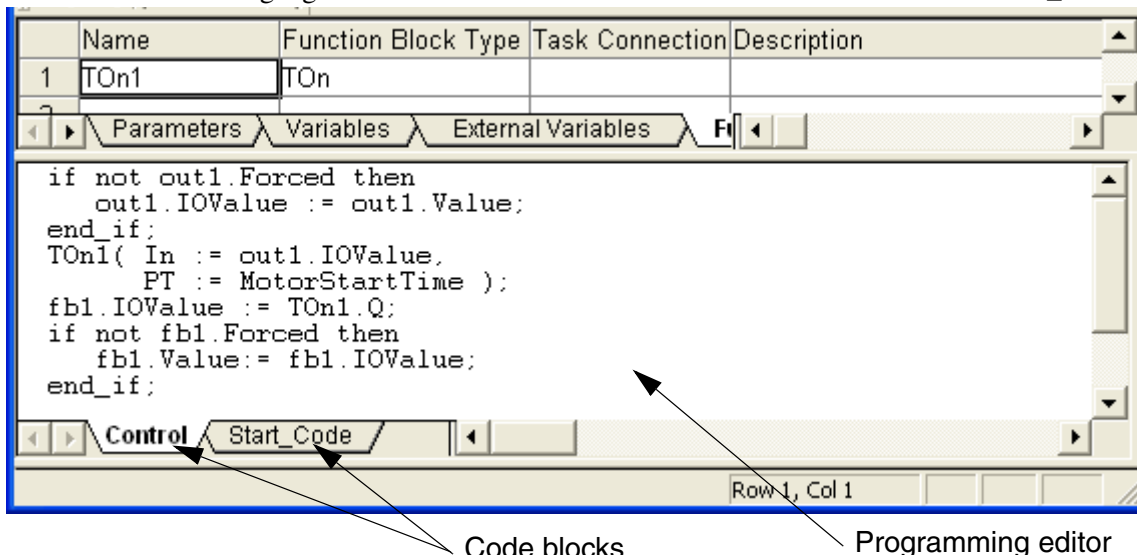 Name Function Block Type Task Connection Description
1 TOn1 TOn
Parameters Variables External Variables
if not out1.Forced then
out1.IOValue := out1.Value;
end_if;
TOn1( In := out1.IOValue,
PT := MotorStartTime );
fb1.IOValue := TOn1.Q;
if not fb1.Forced then
fb1.Value:= fb1.IOValue;
end_if;
Control Start_Code
Row 1, Col 1
Code blocks Programming editor